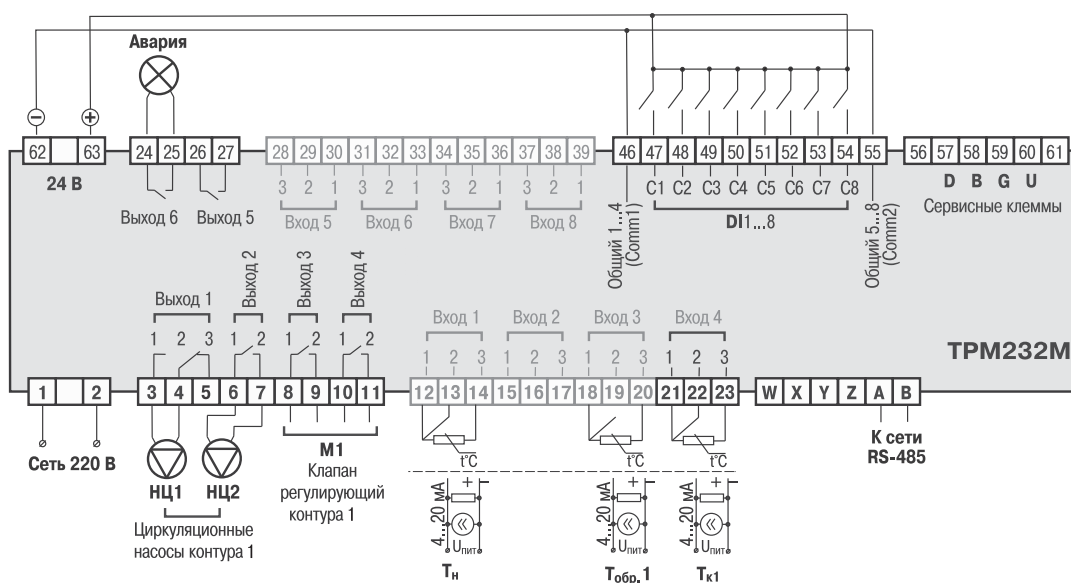 Авария
− +
62 63 24 25 26 27 28 29 30 31 32 33 34 35 36 37 38 39 46 47 48 49 50 51 52 53 54 55 56 57 58 59 60 61
24 В
3 2 1 3 2 1 3 2 1 3 2 1
C1 C2 C3 C4 C5 C6 C7 C8
D B G U
Выход 6 Выход 5
Вход 5 Вход 6 Вход 7 Вход 8
DI1...8
Сервисные клеммы
Общий 1...4
(Comm1)
Общий 5...8
(Comm2)
Выход 1
Выход 2
Выход 3
Выход 4
1 2 3 1 2 1 2 1 2
Вход 1 Вход 2 Вход 3 Вход 4
1 2 3 1 2 3 1 2 3 1 2 3
ТРМ232М
1 2 3 4 5 6 7 8 9 10 11 12 13 14 15 16 17 18 19 20 21 22 23 W X Y Z A B
Сеть 220 В
НЦ1 НЦ2
Циркуляционные
насосы контура 1
М1
Клапан
регулирующий
контура 1
t°C t°C t°C
К сети
RS-485
4...20 мА + − Uпит
4...20 мА + − Uпит
4...20 мА + − Uпит
Tн Tобр.1 Tк1